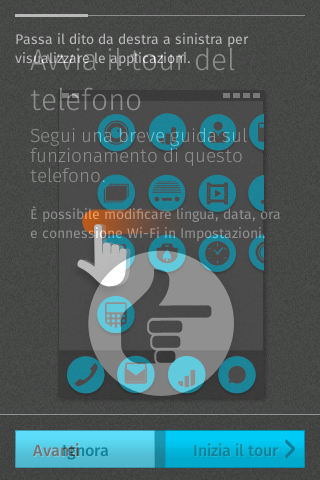 Passa il dito da destra a sinistra per
visualizzare le applicazioni.
Avvia il tour del
telefono
Segui una breve guida sul
funzionamento di questo
telefono.
È possibile modificare lingua, data, ora
e connessione Wi-Fi in Impostazioni.
Avanti
Ignora
Inizia il tour